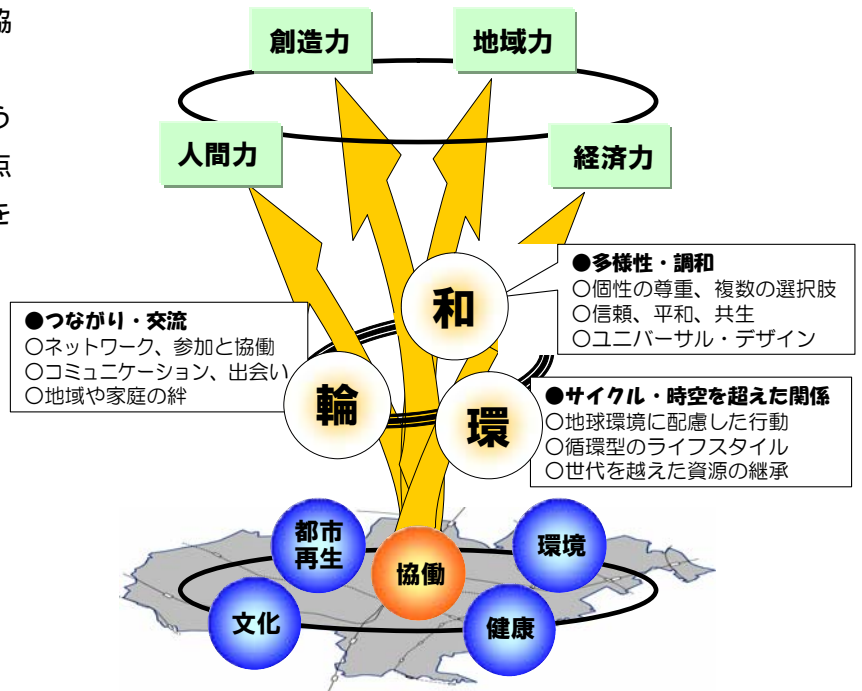 協
う
点
を
創造力
地域力
人間力
経済力
和
●多様性・調和
○個性の尊重、複数の選択肢
○信頼、平和、共生
○ユニバーサル・デザイン
●つながり・交流
○ネットワーク、参加と協働
○コミュニケーション、出会い
○地域や家庭の絆
輪
環
●サイクル・時空を超えた関係
○地球環境に配慮した行動
○循環型のライフスタイル
○世代を越えた資源の継承
都市
再生
協働
環境
文化
健康